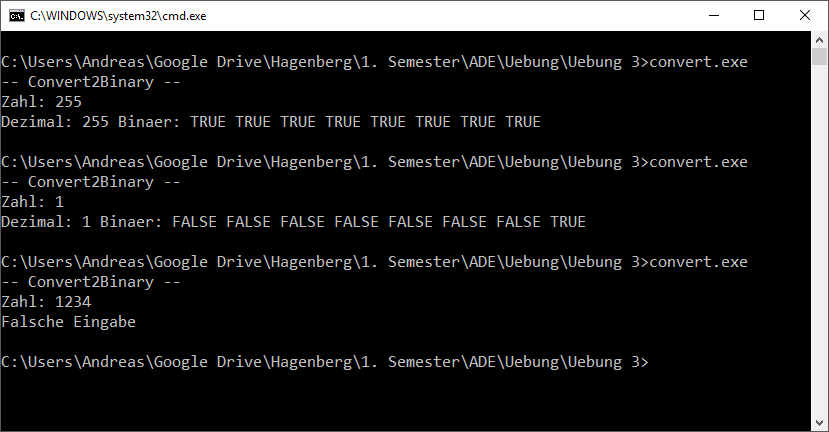 C:\WINDOWS\system32\cmd.exe
C:\Users\Andreas\Google Drive\Hagenberg\1. Semester\ADE\Uebung\Uebung 3>convert.exe
-- Convert2Binary --
Zahl: 255
Dezimal: 255 Binaer: TRUE TRUE TRUE TRUE TRUE TRUE TRUE TRUE
C:\Users\Andreas\Google Drive\Hagenberg\1. Semester\ADE\Uebung\Uebung 3>convert.exe
-- Convert2Binary --
Zahl: 1
Dezimal: 1 Binaer: FALSE FALSE FALSE FALSE FALSE FALSE FALSE TRUE
C:\Users\Andreas\Google Drive\Hagenberg\1. Semester\ADE\Uebung\Uebung 3>convert.exe
-- Convert2Binary --
Zahl: 1234
Falsche Eingabe
C:\Users\Andreas\Google Drive\Hagenberg\1. Semester\ADE\Uebung\Uebung 3>